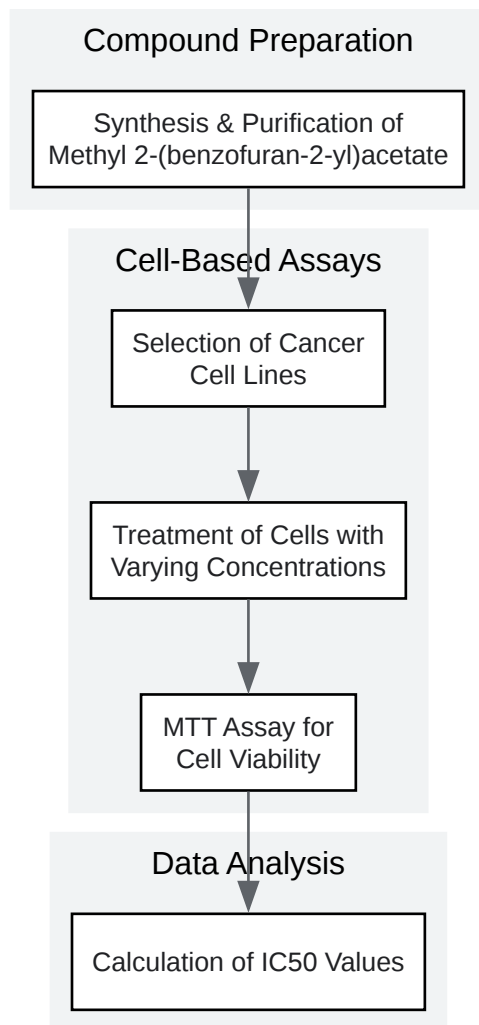 Compound Preparation
Synthesis & Purification of
Methyl 2-(benzofuran-2-yl)acetate
Cell-Based Assays
Selection of Cancer
Cell Lines
Treatment of Cells with
Varying Concentrations
MTT Assay for
Cell Viability
Data Analysis
Calculation of IC50 Values